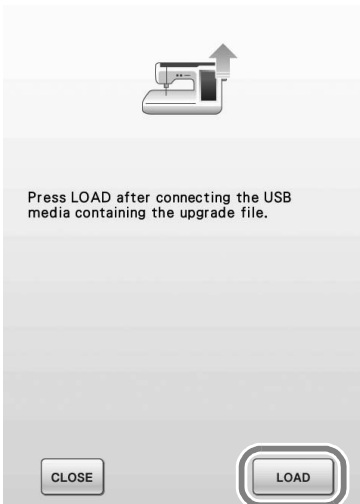 Press LOAD after connecting the USB
media containing the upgrade file.
CLOSE
LOAD